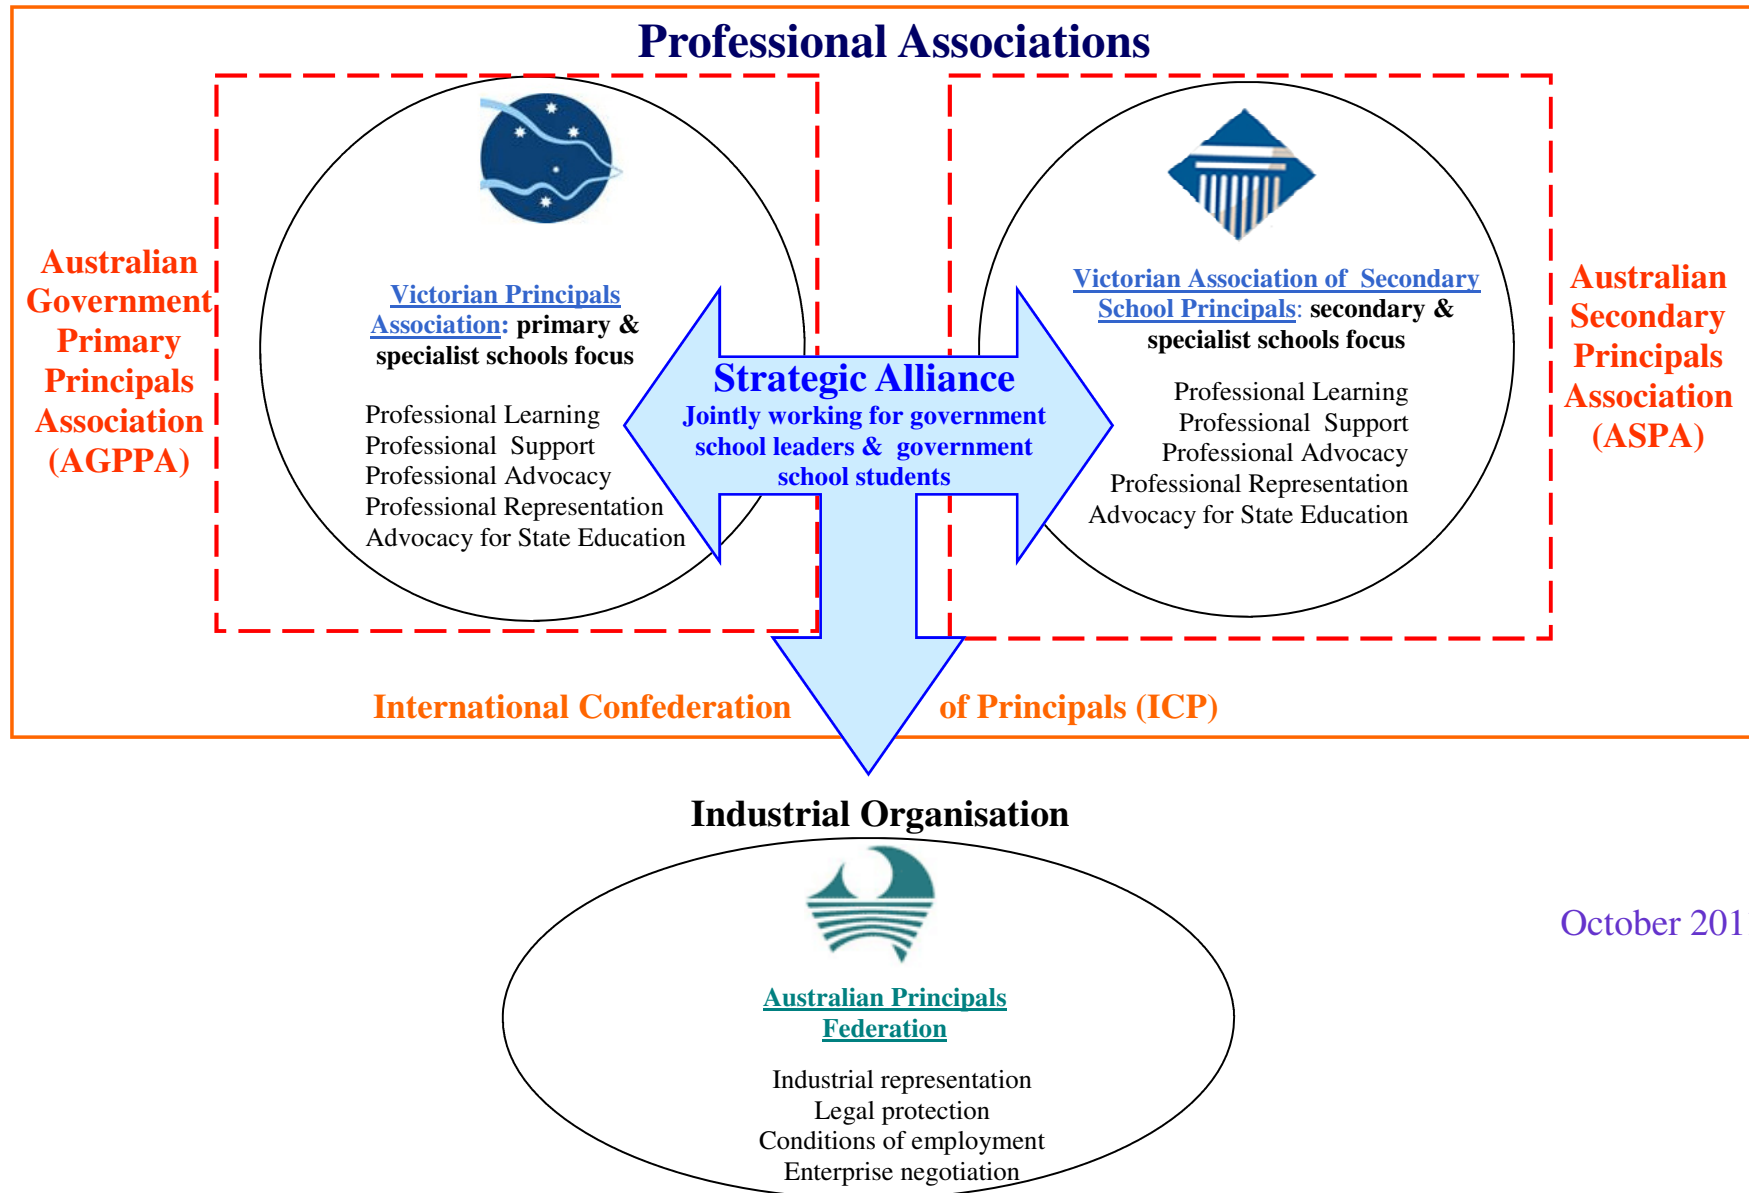 Professional Associations
Australian
Government
Primary
Principals
Association
(AGPPA)
Victorian Principals
Association: primary &
specialist schools focus
Professional Learning
Professional  Support
Professional Advocacy
Professional Representation
Advocacy for State Education
Strategic Alliance
Jointly working for government
school leaders &  government
school students
Victorian Association of  Secondary
School Principals: secondary &
specialist schools focus
Professional Learning
Professional  Support
Professional Advocacy
Professional Representation
Advocacy for State Education
Australian
Secondary
Principals
Association
(ASPA)
International Confederation of Principals (ICP)
Industrial Organisation
October 201
Australian Principals
Federation
Industrial representation
Legal protection
Conditions of employment
Enterprise negotiation